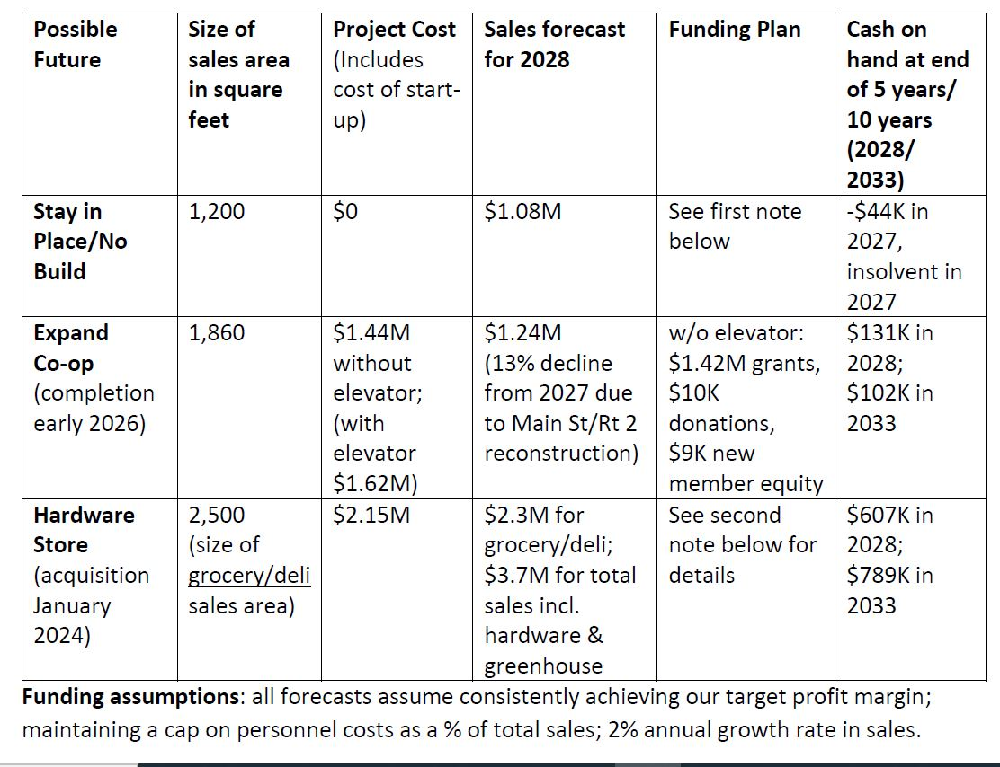 Possible
Future
Size of
sales area
in square
feet
Project Cost
(Includes
cost of start-
up)
Sales forecast
for 2028
Funding Plan
Cash on
hand at end
of 5 years/
10 years
(2028/
2033)
Stay in
Place/No
Build
1,200
$0
$1.08M
See first note
below
-$44K in
2027,
insolvent in
2027
Expand
Co-op
(completion
early 2026)
1,860
$1.44M
without
elevator;
(with
elevator
$1.62M)
$1.24M
(13% decline
from 2027 due
to Main St/Rt 2
reconstruction)
w/o elevator:
$1.42M grants,
$10K
donations,
$9K new
member equity
$131K in
2028;
$102K in
2033
Hardware
Store
(acquisition
January
2024)
2,500
(size of
grocery/deli
sales area)
$2.15M
$2.3M for
grocery/deli;
$3.7M for total
sales incl.
hardware &
greenhouse
See second
note below for
details
$607K in
2028;
$789K in
2033
Funding assumptions: all forecasts assume consistently achieving our target profit margin;
maintaining a cap on personnel costs as a % of total sales; 2% annual growth rate in sales.